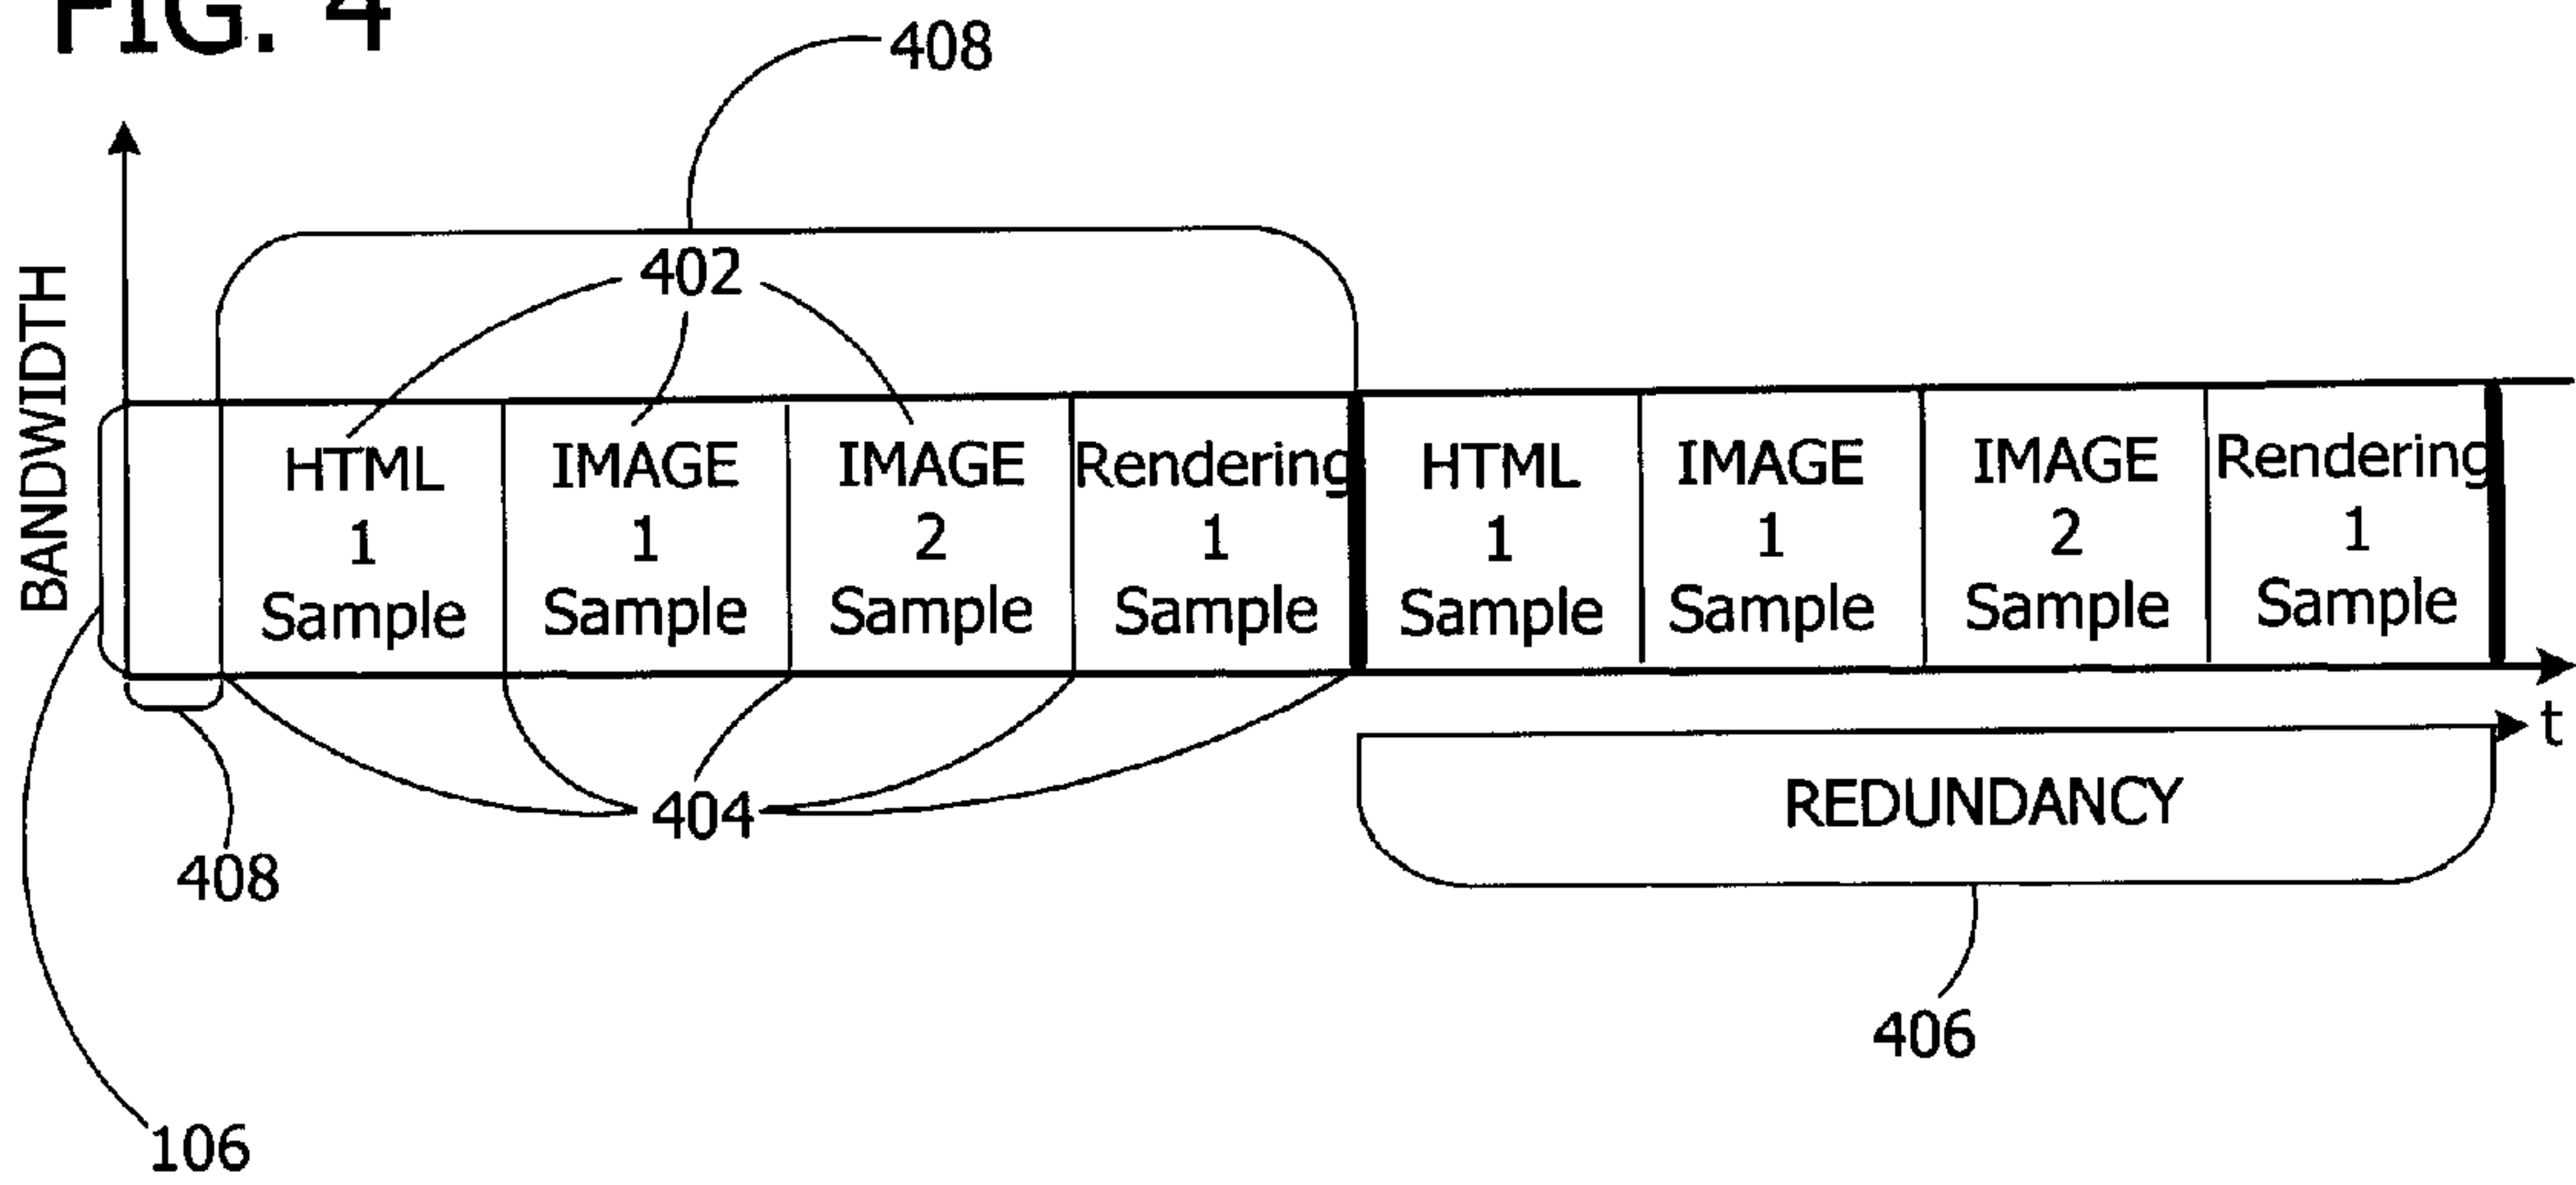 FIG. 4
408
402
BANDWIDTH
HTML
1
Sample
IMAGE
1
Sample
IMAGE
2
Sample
Rendering
1
Sample
HTML
1
Sample
IMAGE
1
Sample
IMAGE
2
Sample
Rendering
1
Sample
t
404
REDUNDANCY
408
406
106